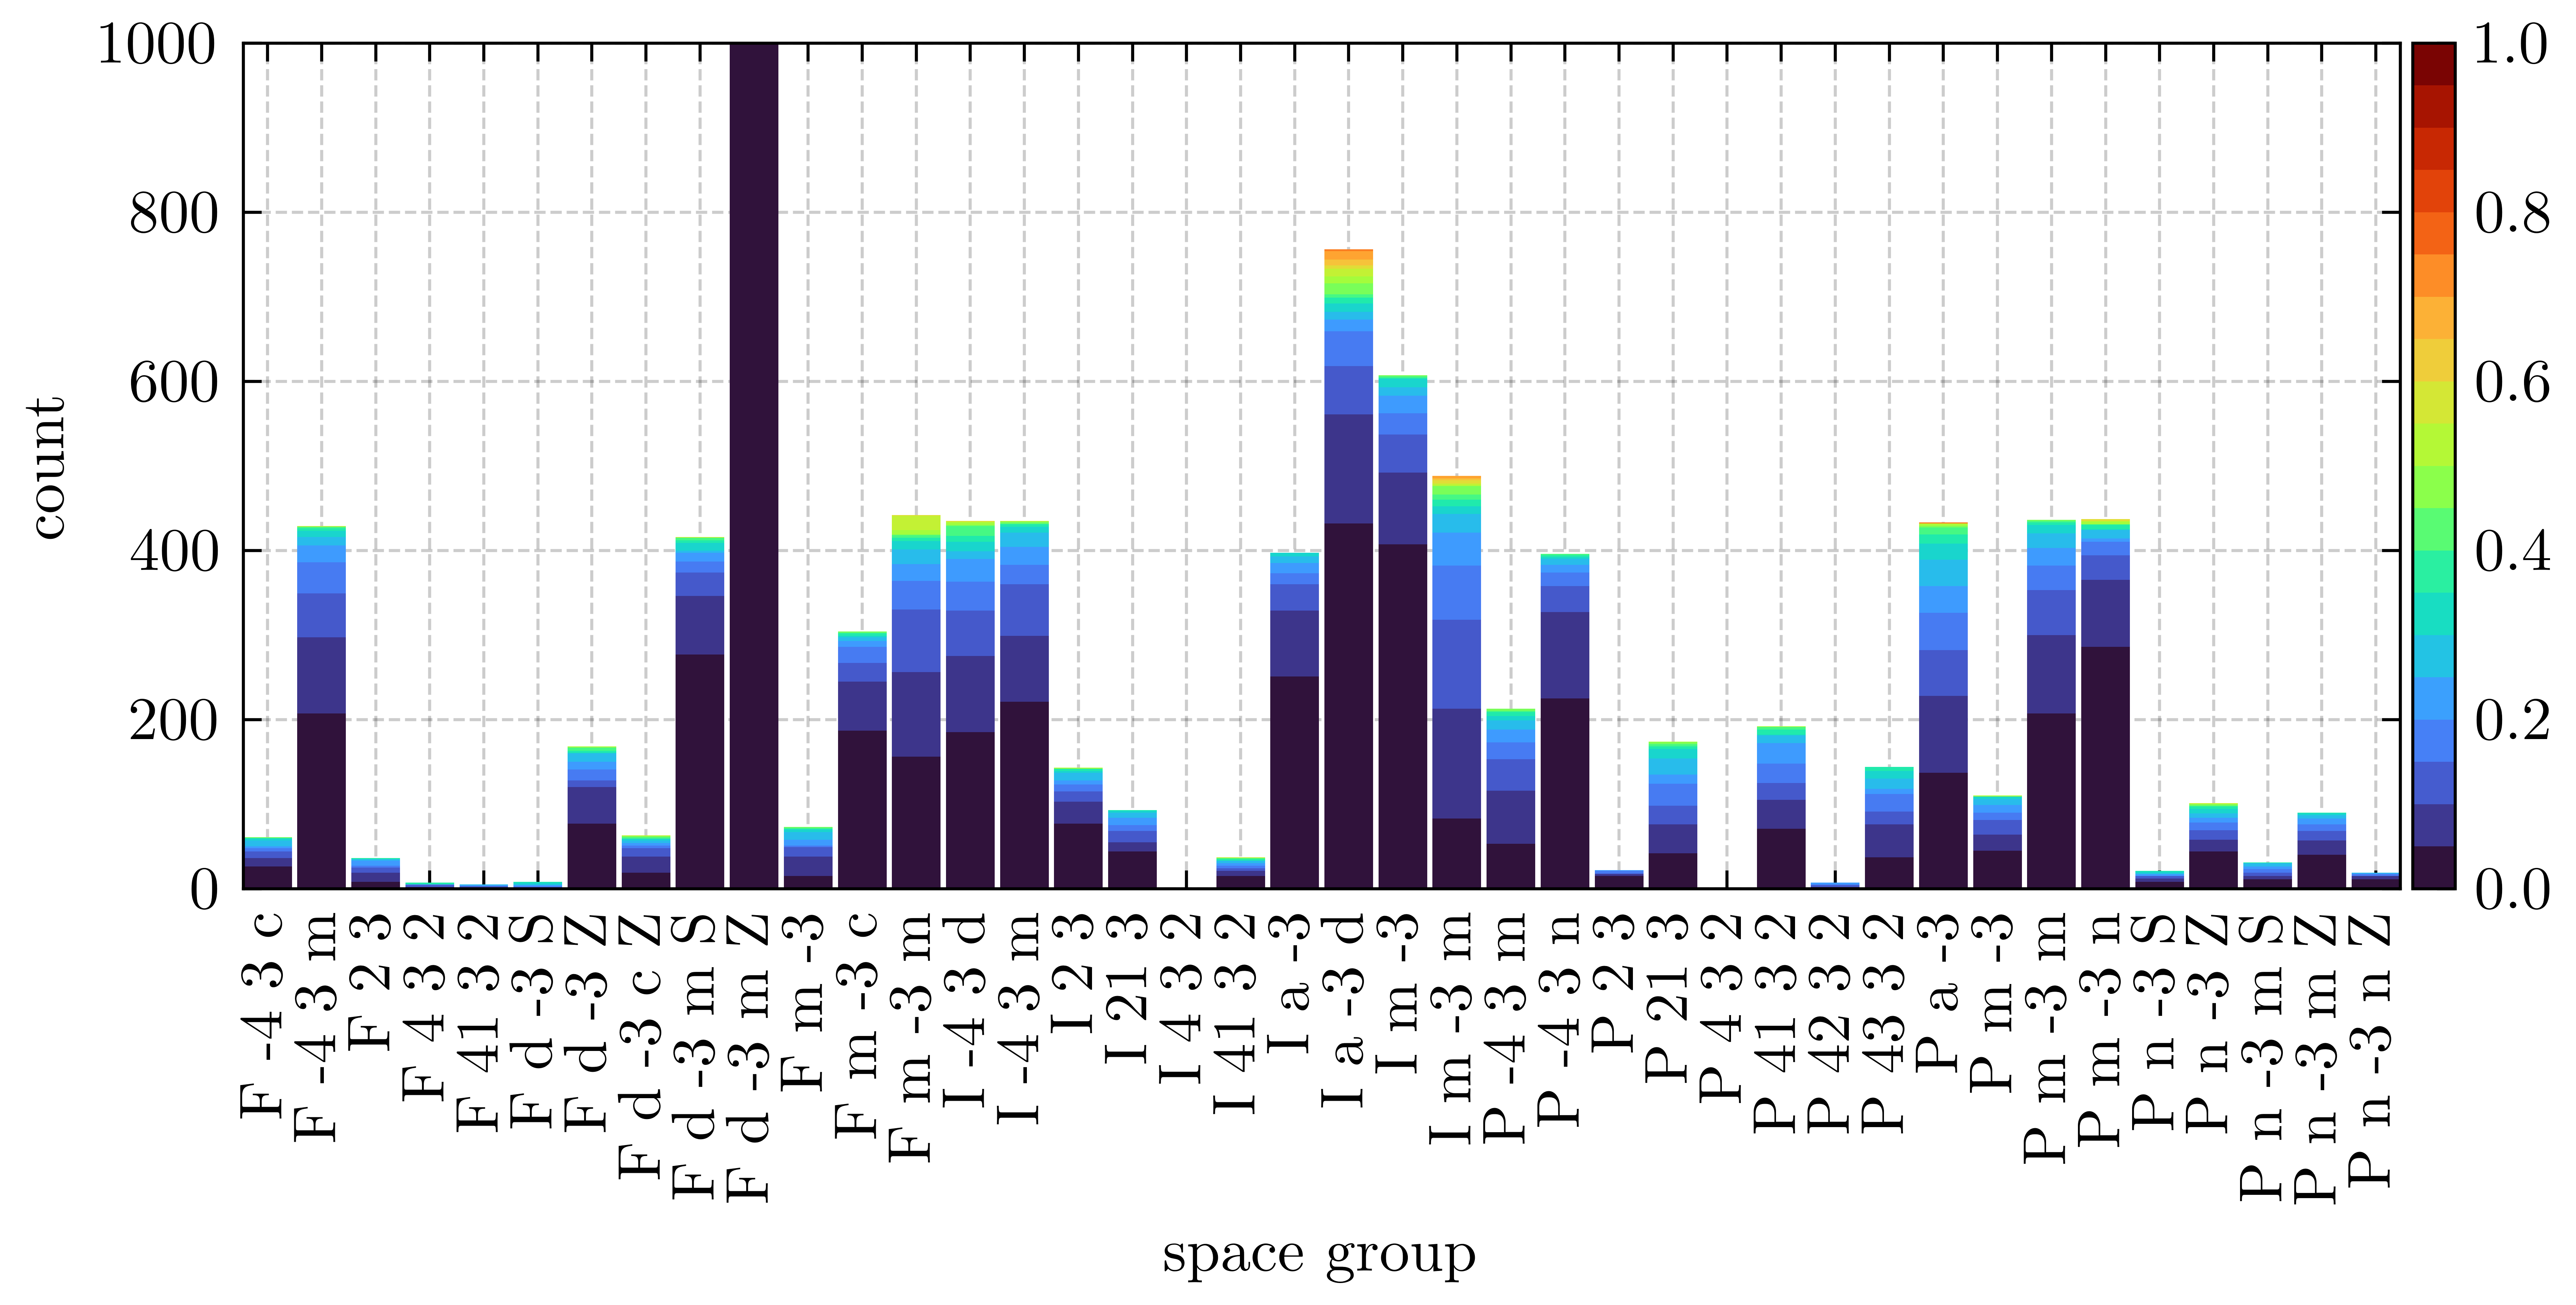 1000
800
600
400
200
0
count
1.0
0.8
0.6
0.4
0.2
0.0
F -4 3 c
F -4 3 m
F 2 3
F 4 3 2
F 41 3 2
F d -3 S
F d -3 Z
F d -3 c Z
F d -3 m S
F d -3 m Z
F m -3
F m -3 c
F m -3 m
I -4 3 d
I -4 3 m
I 2 3
I 21 3
I 4 3 2
I 41 3 2
I a -3
I a -3 d
I m -3
I m -3 m
P -4 3 m
P -4 3 n
P 2 3
P 21 3
P 4 3 2
P 41 3 2
P 42 3 2
P 43 3 2
P a -3
P m -3
P m -3 m
P m -3 n
P n -3 S
P n -3 Z
P n -3 m S
P n -3 m Z
P n -3 n Z
space group